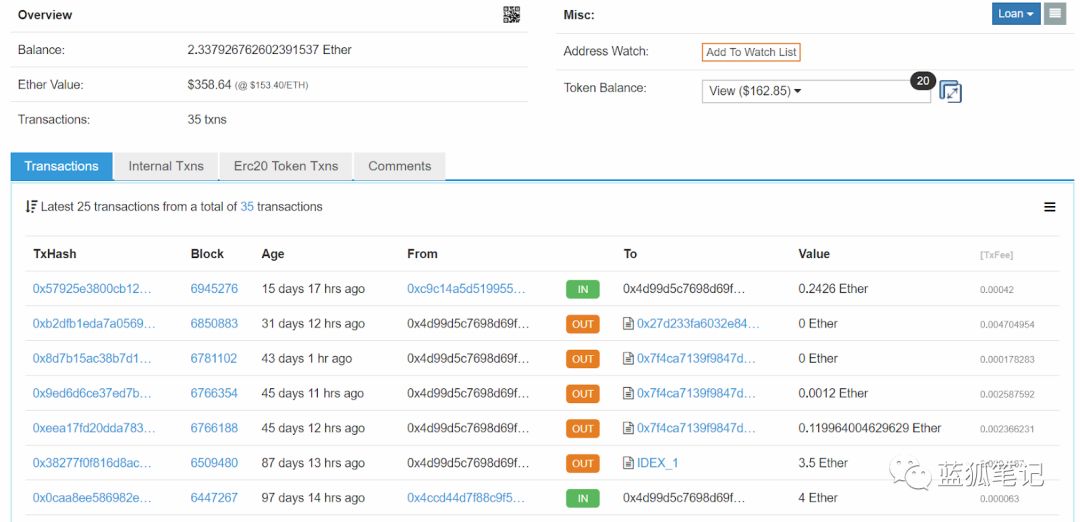 Overview
Balance: 2.337926762602391537 Ether
Ether Value: $358.64 (@ $153.40/ETH)
Transactions: 35 txns
Misc: Loan
Address Watch: Add To Watch List
Token Balance: View ($162.85) 20
Transactions Internal Txns Erc20 Token Txns Comments
Latest 25 transactions from a total of 35 transactions
TxHash Block Age From To Value [TxFee]
0x57925e3800cb12... 6945276 15 days 17 hrs ago 0xc9c14a5d519955... IN 0x4d99d5c7698d69f... 0.2426 Ether 0.00042
0xb2dfb1eda7a0569... 6850883 31 days 12 hrs ago 0x4d99d5c7698d69f... OUT 0x27d233fa6032e84... 0 Ether 0.004704954
0x8d7b15ac38b7d1... 6781102 43 days 1 hr ago 0x4d99d5c7698d69f... OUT 0x7f4ca7139f9847d... 0 Ether 0.000178283
0x9ed6d6ce37ed7b... 6766354 45 days 11 hrs ago 0x4d99d5c7698d69f... OUT 0x7f4ca7139f9847d... 0.0012 Ether 0.002587592
0xeea17fd20dda783... 6766188 45 days 12 hrs ago 0x4d99d5c7698d69f... OUT 0x7f4ca7139f9847d... 0.119964004629629 Ether 0.002366231
0x38277f0f816d8ac... 6509480 87 days 13 hrs ago 0x4d99d5c7698d69f... OUT IDEX_1 3.5 Ether
0x0caa8ee586982e... 6447267 97 days 14 hrs ago 0x4ccd44d7f88c9f5... IN 0x4d99d5c7698d69f... 4 Ether 0.000063
蓝狐笔记